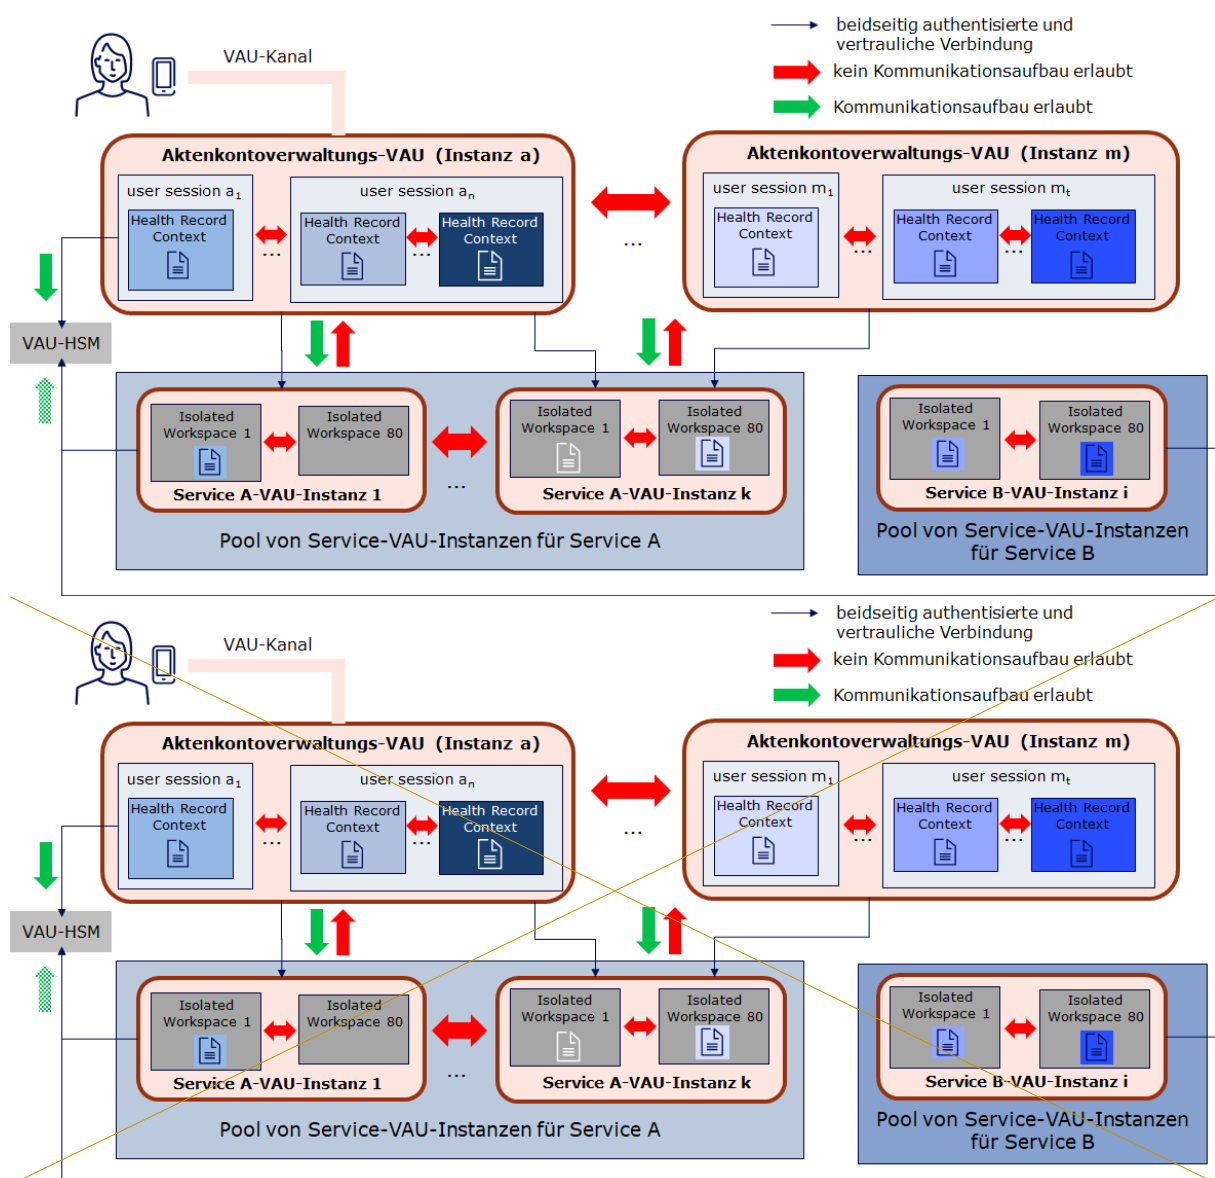 beidseitig authentisierte und
vertrauliche Verbindung
VAU-Kanal
kein Kommunikationsaufbau erlaubt
Kommunikationsaufbau erlaubt
Aktenkontoverwaltungs-VAU (Instanz a)
Aktenkontoverwaltungs-VAU (Instanz m)
user session a1
user session an
user session m1
user session mt
Health Record
Context
Health Record
Context
Health Record
Context
Health Record
Context
Health Record
Context
Health Record
Context
...
...
...
...
...
VAU-HSM
Isolated
Workspace 1
Isolated
Workspace 80
Isolated
Workspace 1
Isolated
Workspace 80
Isolated
Workspace 1
Isolated
Workspace 80
...
Service A-VAU-Instanz 1
Service A-VAU-Instanz k
Service B-VAU-Instanz i
Pool von Service-VAU-Instanzen für Service A
Pool von Service-VAU-Instanzen
für Service B
beidseitig authentisierte und
vertrauliche Verbindung
VAU-Kanal
kein Kommunikationsaufbau erlaubt
Kommunikationsaufbau erlaubt
Aktenkontoverwaltungs-VAU (Instanz a)
Aktenkontoverwaltungs-VAU (Instanz m)
user session a1
user session an
user session m1
user session mt
Health Record
Context
Health Record
Context
Health Record
Context
Health Record
Context
Health Record
Context
Health Record
Context
...
...
...
...
...
VAU-HSM
Isolated
Workspace 1
Isolated
Workspace 80
Isolated
Workspace 1
Isolated
Workspace 80
Isolated
Workspace 1
Isolated
Workspace 80
...
Service A-VAU-Instanz 1
Service A-VAU-Instanz k
Service B-VAU-Instanz i
Pool von Service-VAU-Instanzen für Service A
Pool von Service-VAU-Instanzen
für Service B